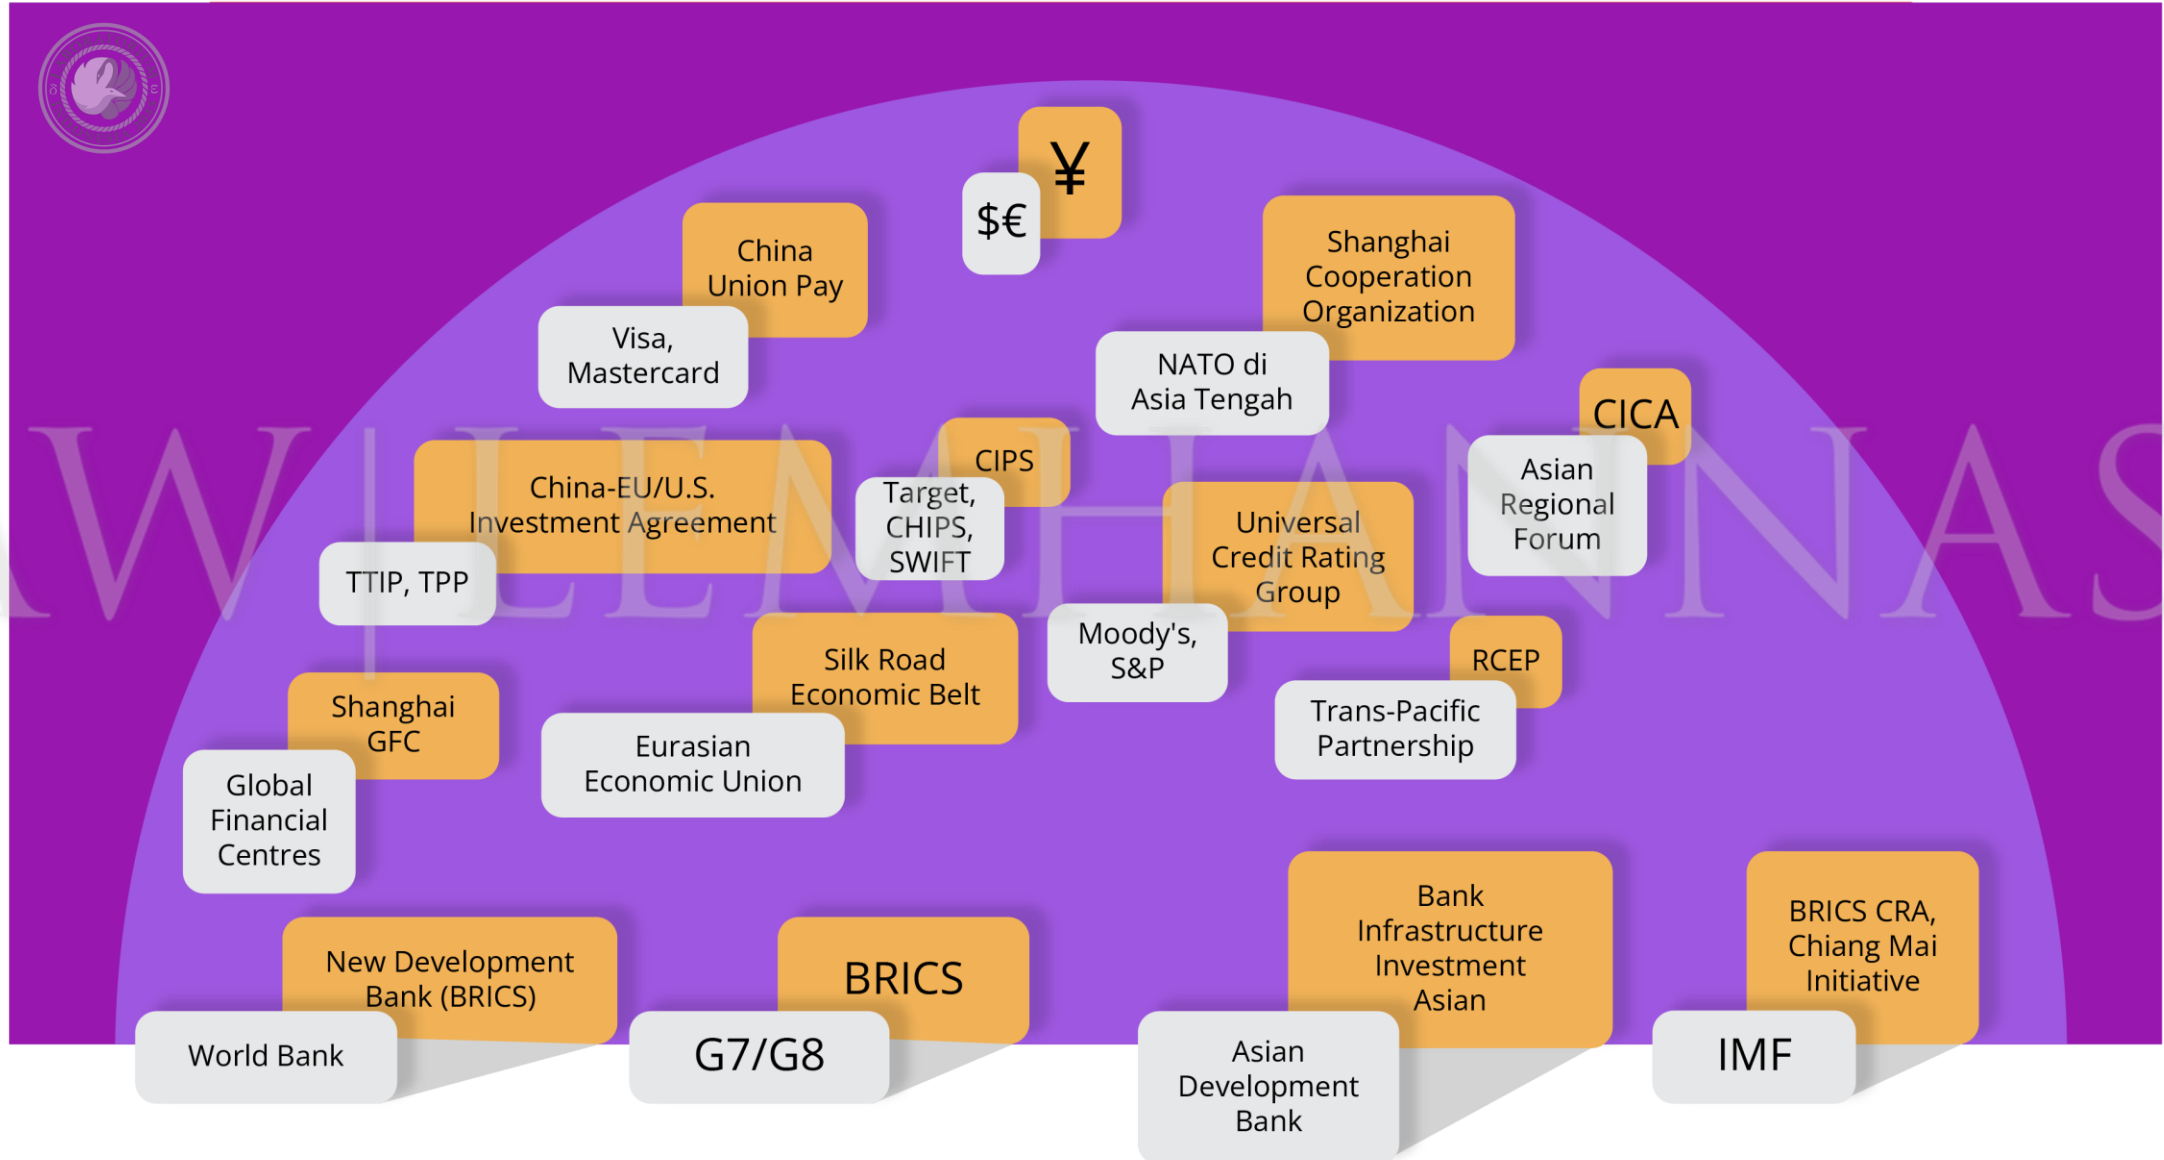 ¥
$€
China
Union Pay
Visa,
Mastercard
Shanghai
Cooperation
Organization
NATO di
Asia Tengah
CICA
Asian
Regional
Forum
China-EU/U.S.
Investment Agreement
TTIP, TPP
CIPS
Target,
CHIPS,
SWIFT
Universal
Credit Rating
Group
Moody's,
S&P
RCEP
Trans-Pacific
Partnership
Silk Road
Economic Belt
Eurasian
Economic Union
Shanghai
GFC
Global
Financial
Centres
New Development
Bank (BRICS)
World Bank
BRICS
G7/G8
Bank
Infrastructure
Investment
Asian
Asian
Development
Bank
BRICS CRA,
Chiang Mai
Initiative
IMF
AW | LEMHANNAS